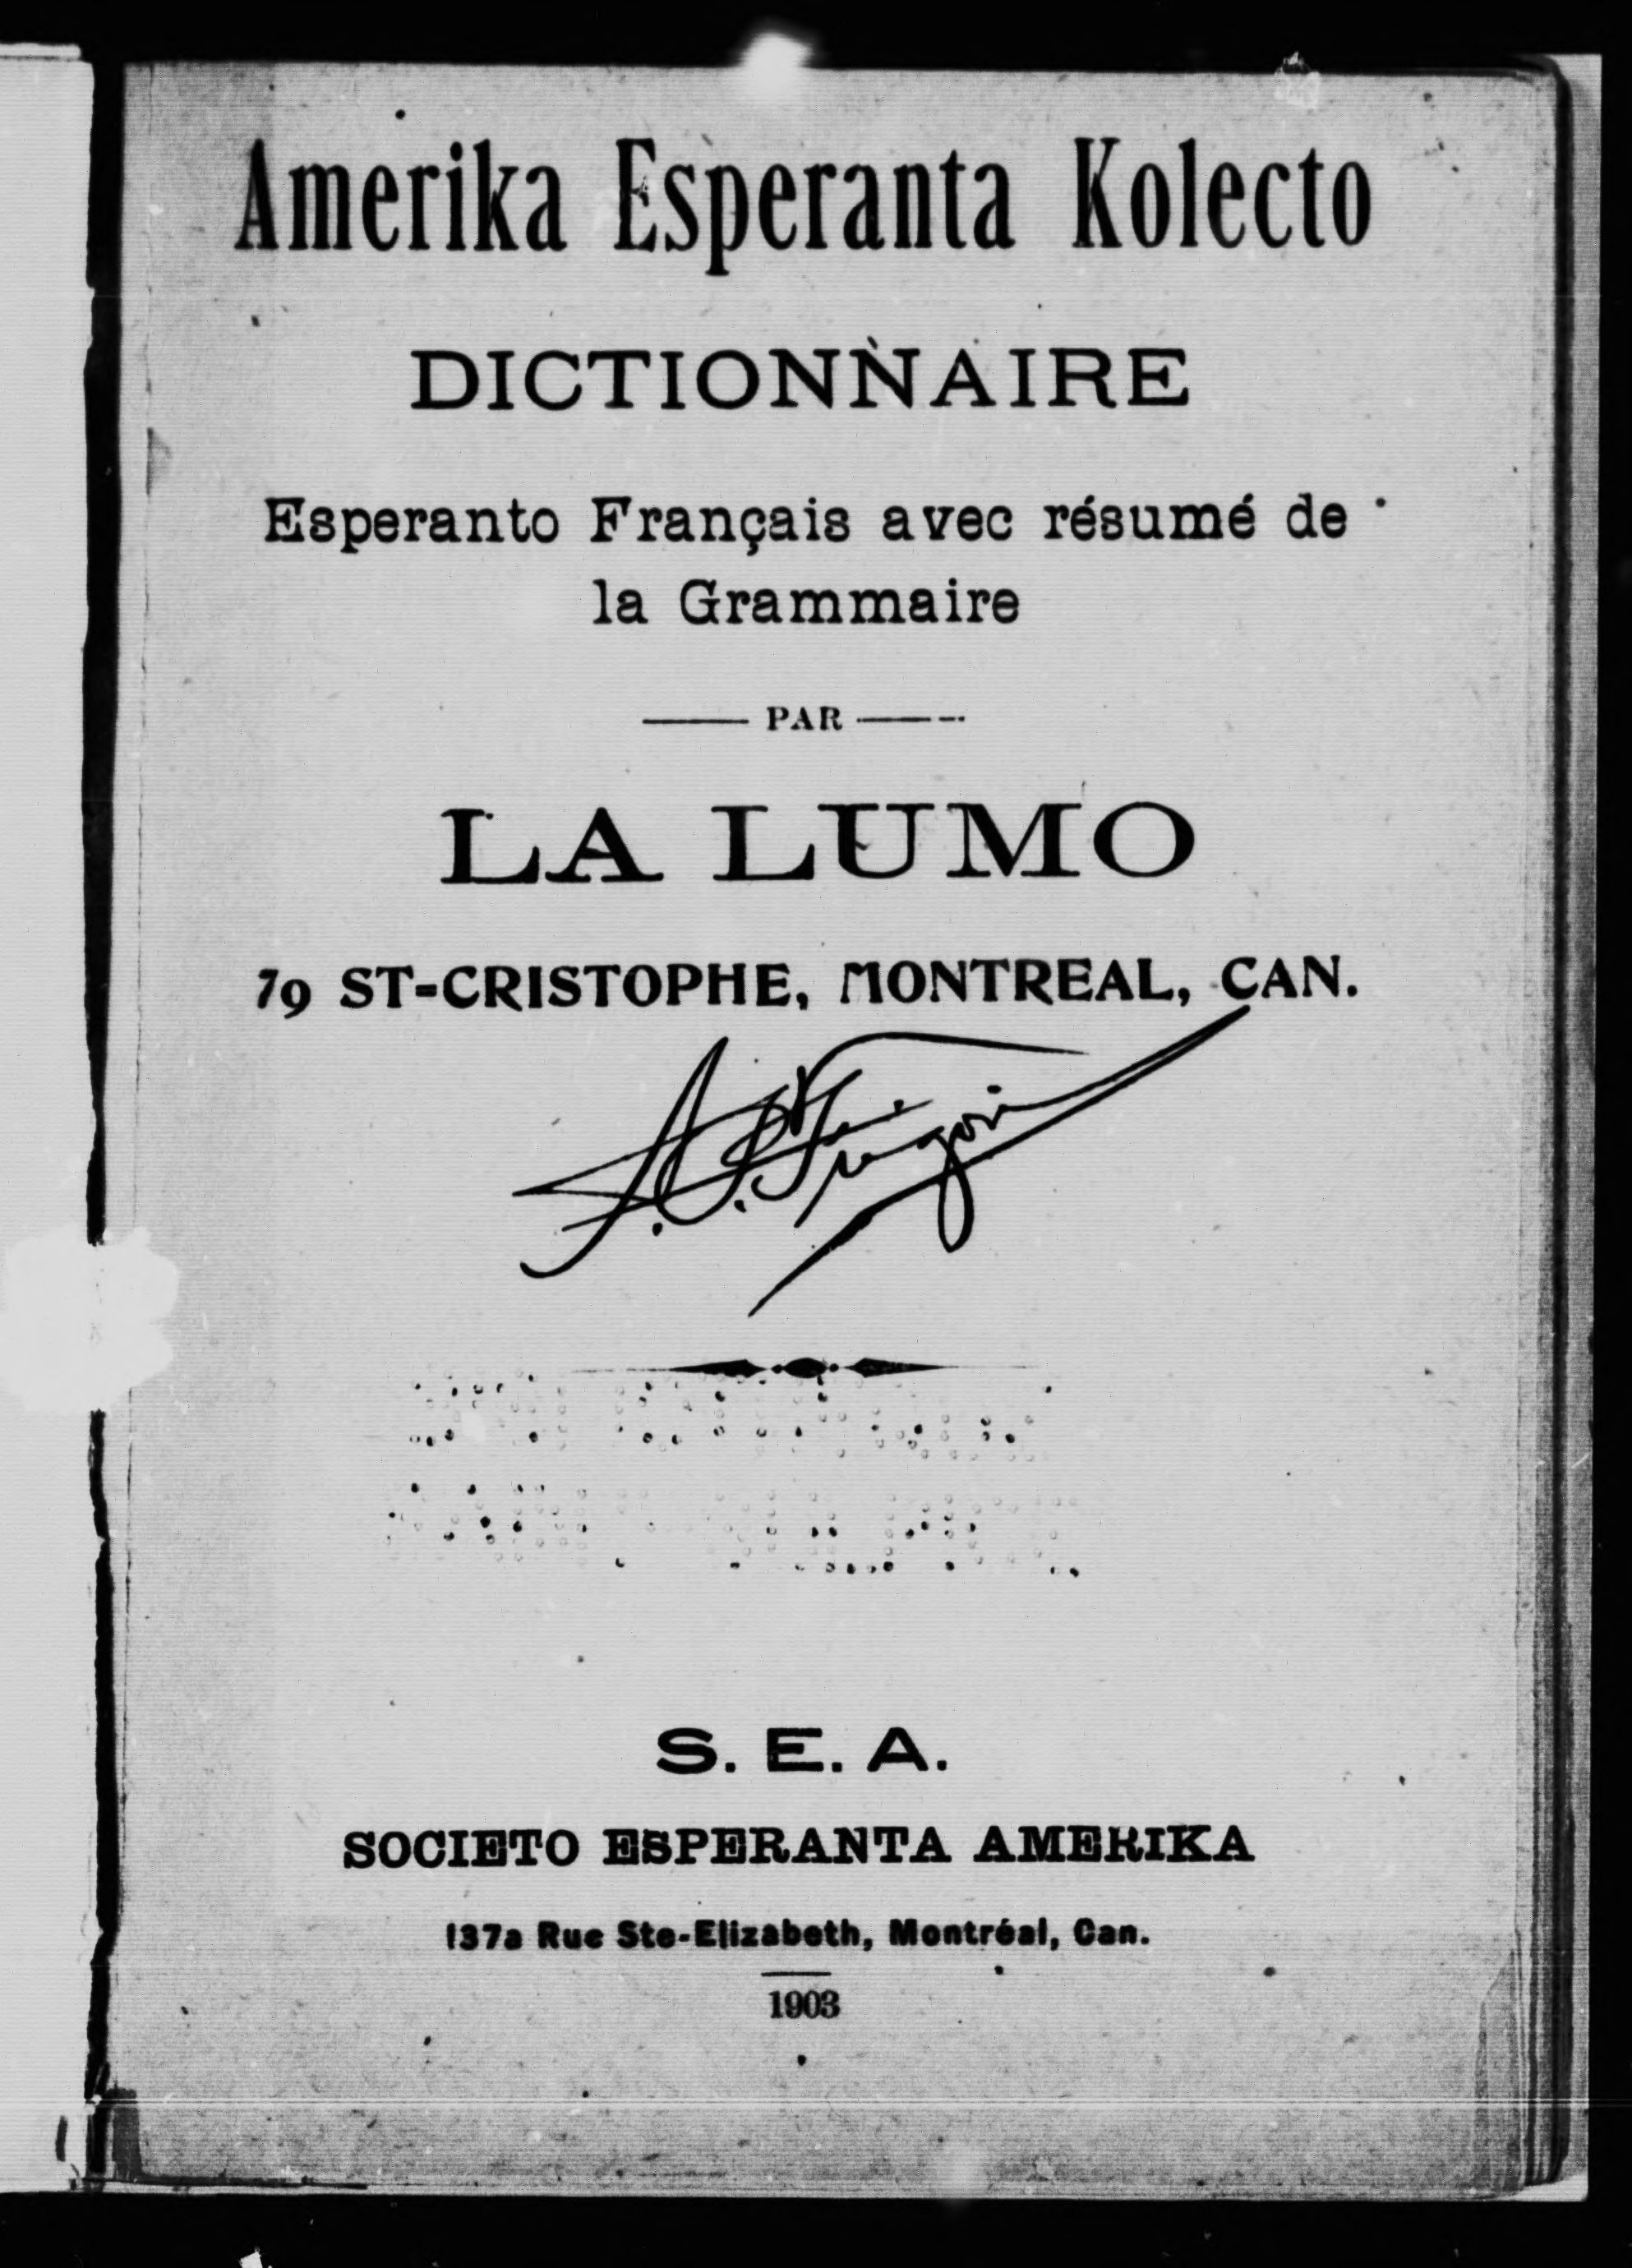 Amerika Esperanta Kolecto
DICTIONNAIRE
Esperanto Français avec résumé de
la Grammaire
PAR
LA LUMO
79 ST-CRISTOPHE, MONTREAL, CAN.
S. E. A.
SOCIETO ESPERANTA AMERIKA
137a Rue Ste-Elizabeth, Montréal, Can.
1903